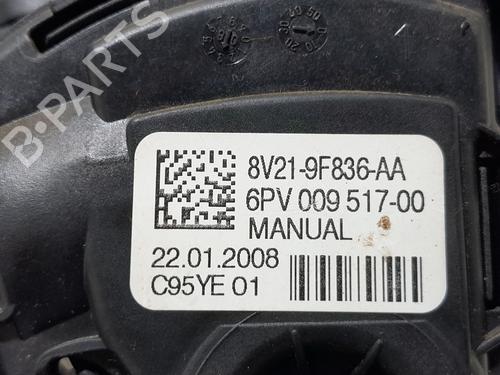 B-PARTS
8V21-9F836-AA
6PV 009 517-00
MANUAL
22.01.2008
C95YE 01